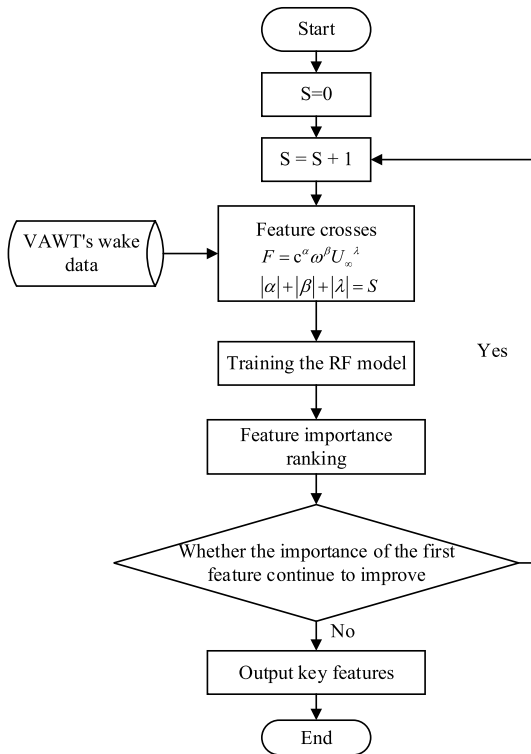 Start
S=0
S = S + 1
VAWT's wake
data
Feature crosses
F = c^α ω^β U_∞^λ
|α|+|β|+|λ| = S
Training the RF model
Yes
Feature importance
ranking
Whether the importance of the first
feature continue to improve
No
Output key features
End